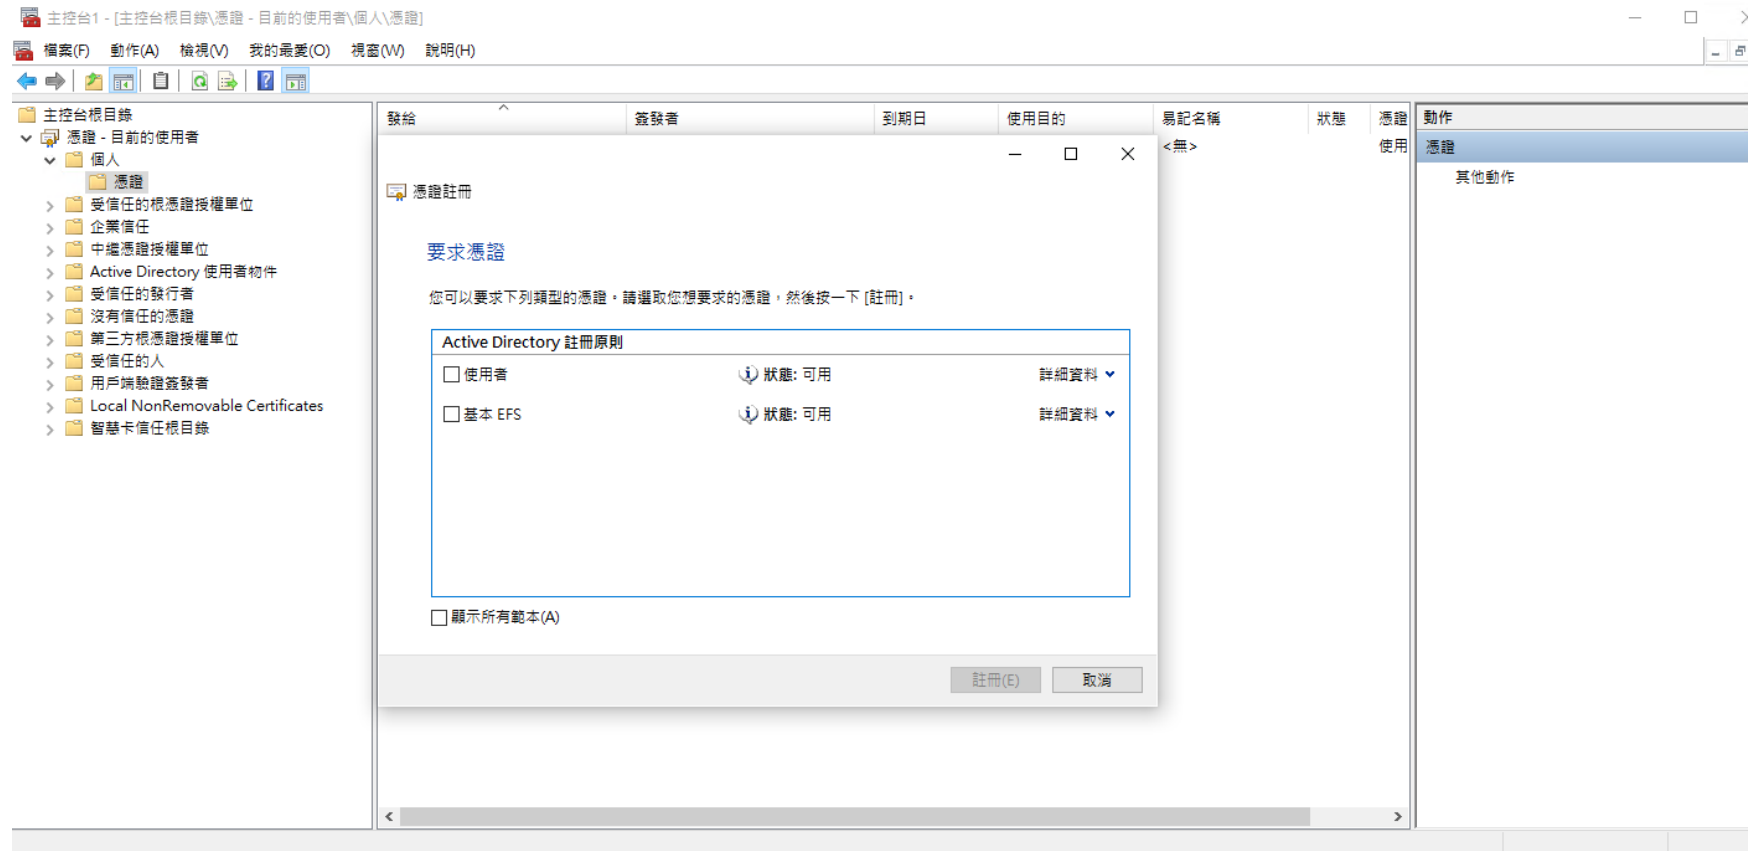 主控台1 - [主控台根目錄\憑證 - 目前的使用者\個人\憑證]
檔案(F) 動作(A) 檢視(V) 我的最愛(O) 視窗(W) 說明(H)
主控台根目錄
憑證 - 目前的使用者
個人
憑證
受信任的根憑證授權單位
企業信任
中繼憑證授權單位
Active Directory 使用者物件
受信任的發行者
沒有信任的憑證
第三方根憑證授權單位
受信任的人
用戶端驗證簽發者
Local NonRemovable Certificates
智慧卡信任根目錄
發給 簽發者 到期日 使用目的 易記名稱 狀態 憑證
<無> 使用
憑證註冊
要求憑證
您可以要求下列類型的憑證。請選取您想要求的憑證，然後按一下 [註冊]。
Active Directory 註冊原則
使用者 狀態: 可用 詳細資料
基本 EFS 狀態: 可用 詳細資料
顯示所有範本(A)
註冊(E) 取消
動作
憑證
其他動作